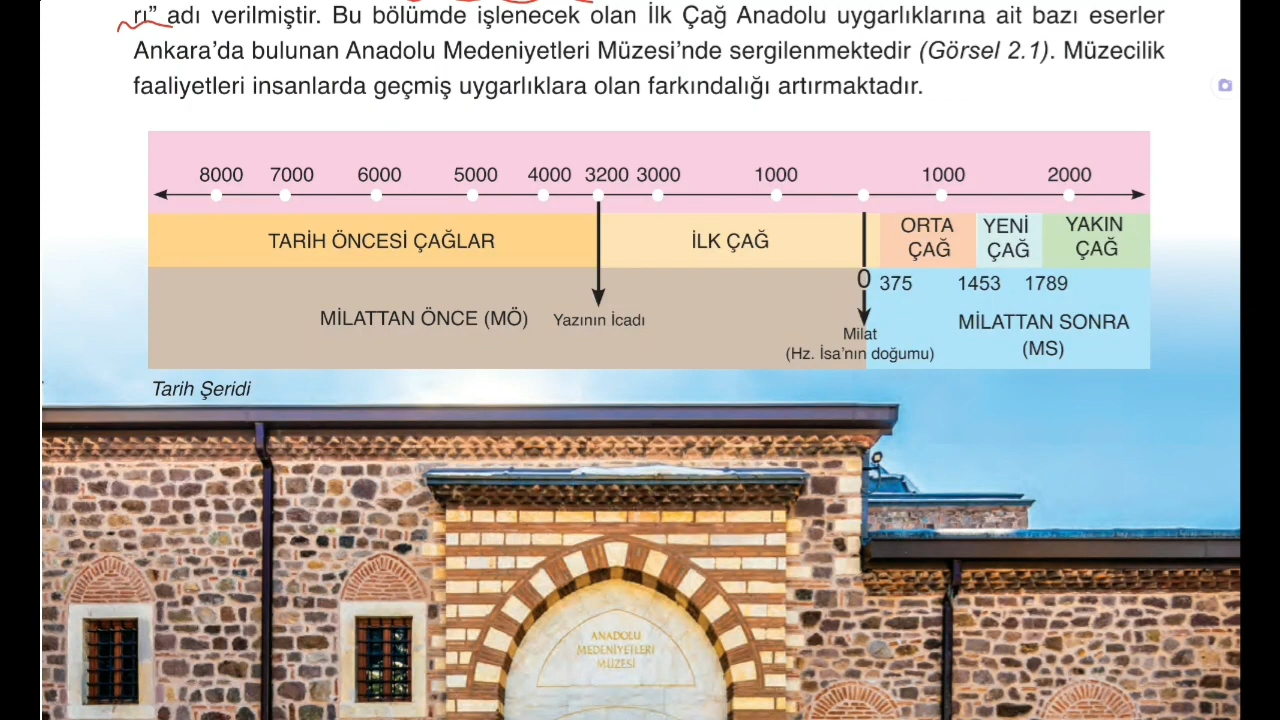 rı” adı verilmiştir. Bu bölümde işlenecek olan İlk Çağ Anadolu uygarlıklarına ait bazı eserler
Ankara’da bulunan Anadolu Medeniyetleri Müzesi’nde sergilenmektedir (Görsel 2.1). Müzecilik
faaliyetleri insanlarda geçmiş uygarlıklara olan farkındalığı artırmaktadır.
8000 7000 6000 5000 4000 3200 3000 1000 1000 2000
TARİH ÖNCESİ ÇAĞLAR
İLK ÇAĞ
ORTA
ÇAĞ
YENİ
ÇAĞ
YAKIN
ÇAĞ
0 375 1453 1789
MİLATTAN ÖNCE (MÖ)
Yazının İcadı
Milat
(Hz. İsa’nın doğumu)
MİLATTAN SONRA
(MS)
Tarih Şeridi
ANADOLU
MEDENİYETLERİ
MÜZESİ